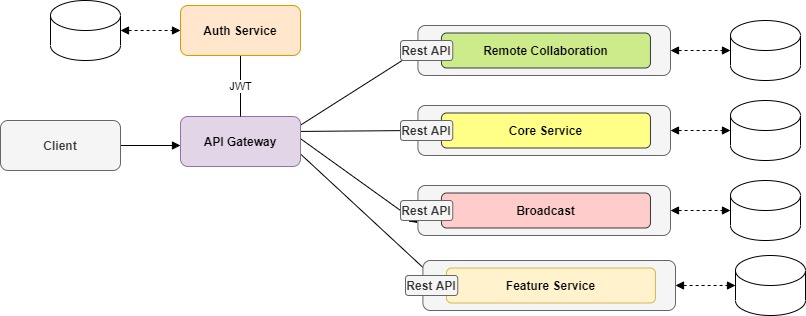 Auth Service
JWT
Client
API Gateway
Rest API
Remote Collaboration
Rest API
Core Service
Rest API
Broadcast
Rest API
Feature Service